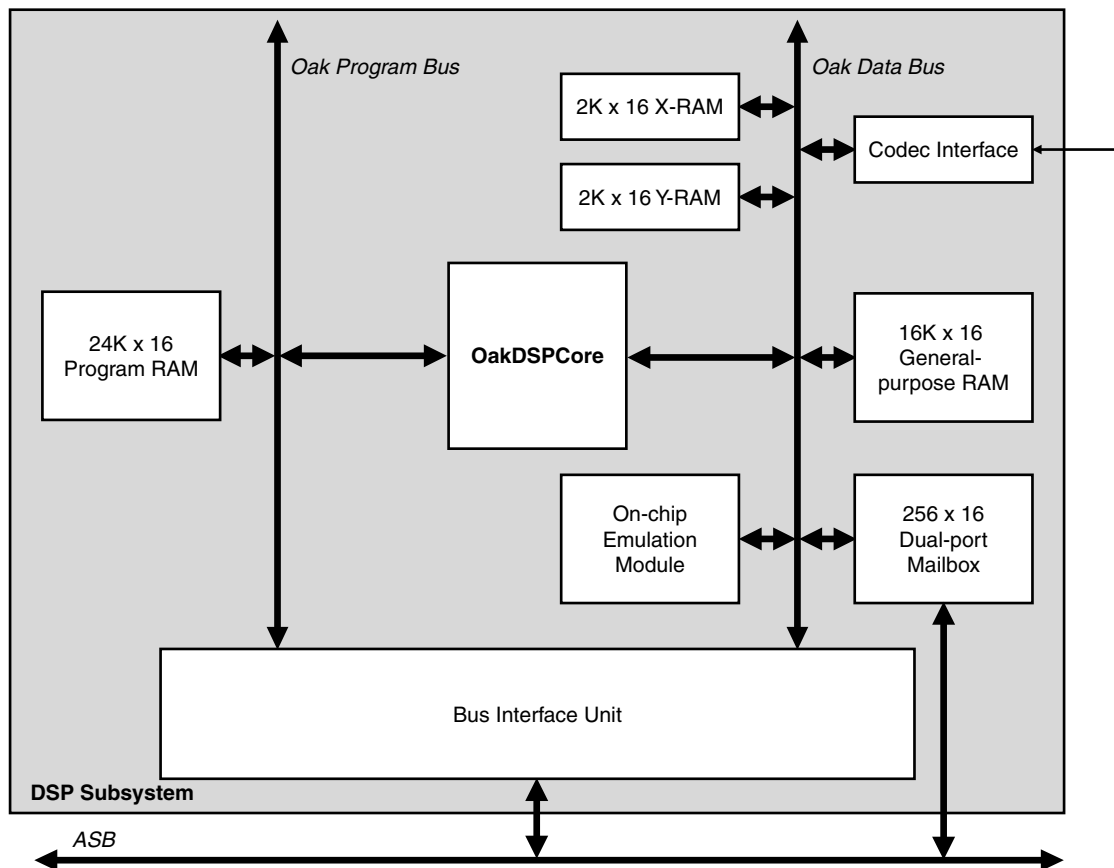 Oak Program Bus
Oak Data Bus
2K x 16 X-RAM
Codec Interface
2K x 16 Y-RAM
24K x 16
Program RAM
OakDSPCore
16K x 16
General-
purpose RAM
On-chip
Emulation
Module
256 x 16
Dual-port
Mailbox
Bus Interface Unit
DSP Subsystem
ASB